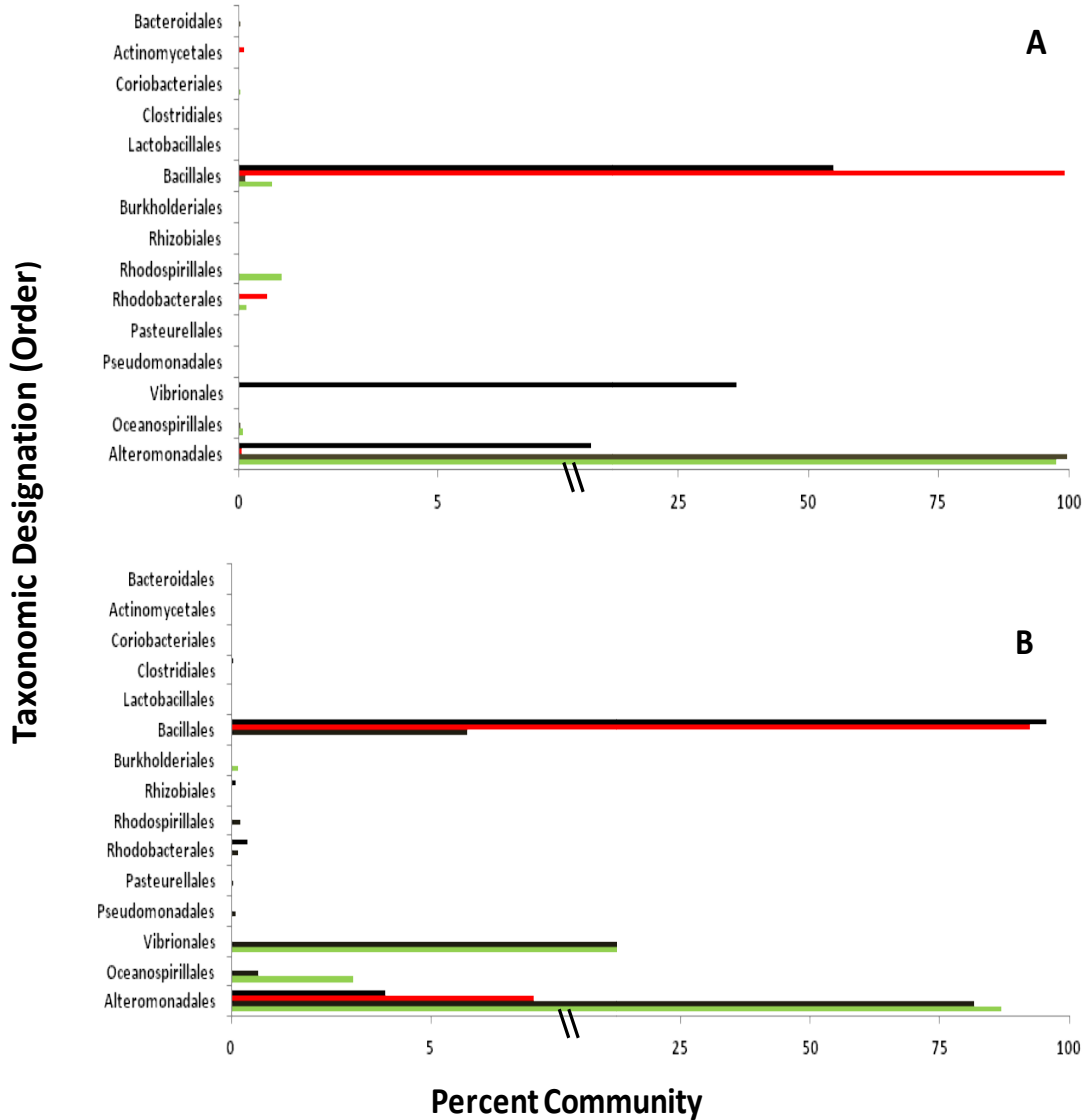 Taxonomic Designation (Order)
A
Bacteroidales
Actinomycetales
Coriobacteriales
Clostridiales
Lactobacillales
Bacillales
Burkholderiales
Rhizobiales
Rhodospirillales
Rhodobacterales
Pasteurellales
Pseudomonadales
Vibrionales
Oceanospirillales
Alteromonadales
0 5 25 50 75 100
B
Bacteroidales
Actinomycetales
Coriobacteriales
Clostridiales
Lactobacillales
Bacillales
Burkholderiales
Rhizobiales
Rhodospirillales
Rhodobacterales
Pasteurellales
Pseudomonadales
Vibrionales
Oceanospirillales
Alteromonadales
0 5 25 50 75 100
Percent Community